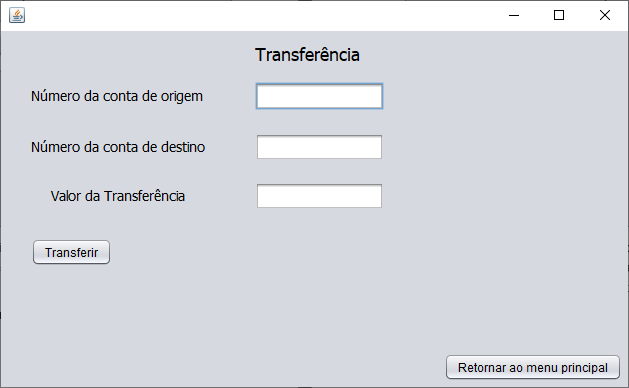 Transferência
Número da conta de origem
Número da conta de destino
Valor da Transferência
Transferir
Retornar ao menu principal